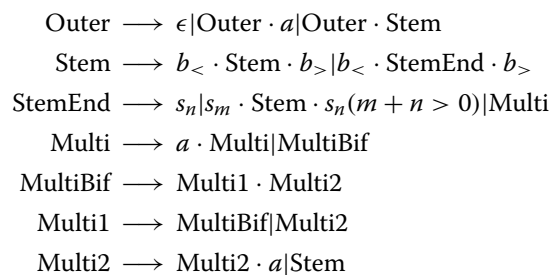 Outer ⟶ ϵ|Outer · a|Outer · Stem
Stem ⟶ b< · Stem · b>|b< · StemEnd · b>
StemEnd ⟶ sn|sm · Stem · sn(m + n > 0)|Multi
Multi ⟶ a · Multi|MultiBif
MultiBif ⟶ Multi1 · Multi2
Multi1 ⟶ MultiBif|Multi2
Multi2 ⟶ Multi2 · a|Stem